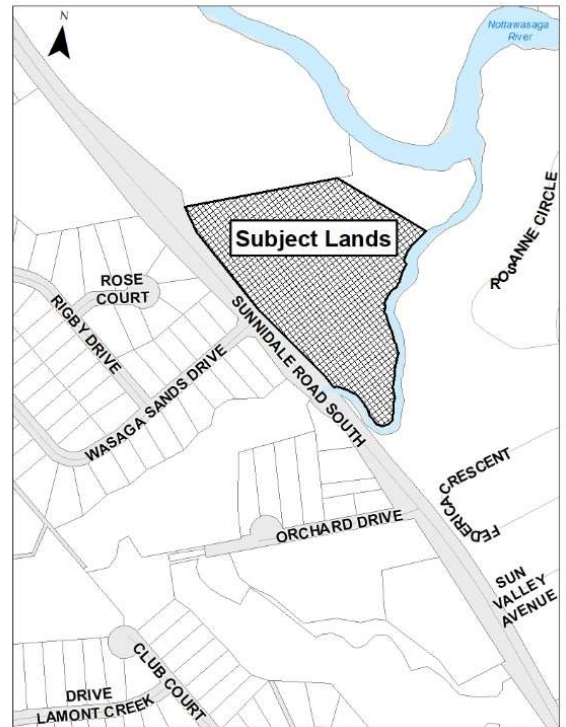 N
Nottawasaga
River
Subject Lands
ROSANNE CIRCLE
ROSE
COURT
RIGBY DRIVE
SUNNIDALE ROAD SOUTH
WASAGA SANDS DRIVE
FEDERICA CRESCENT
ORCHARD DRIVE
SUN
VALLEY
AVENUE
CLUB COURT
DRIVE
LAMONT CREEK